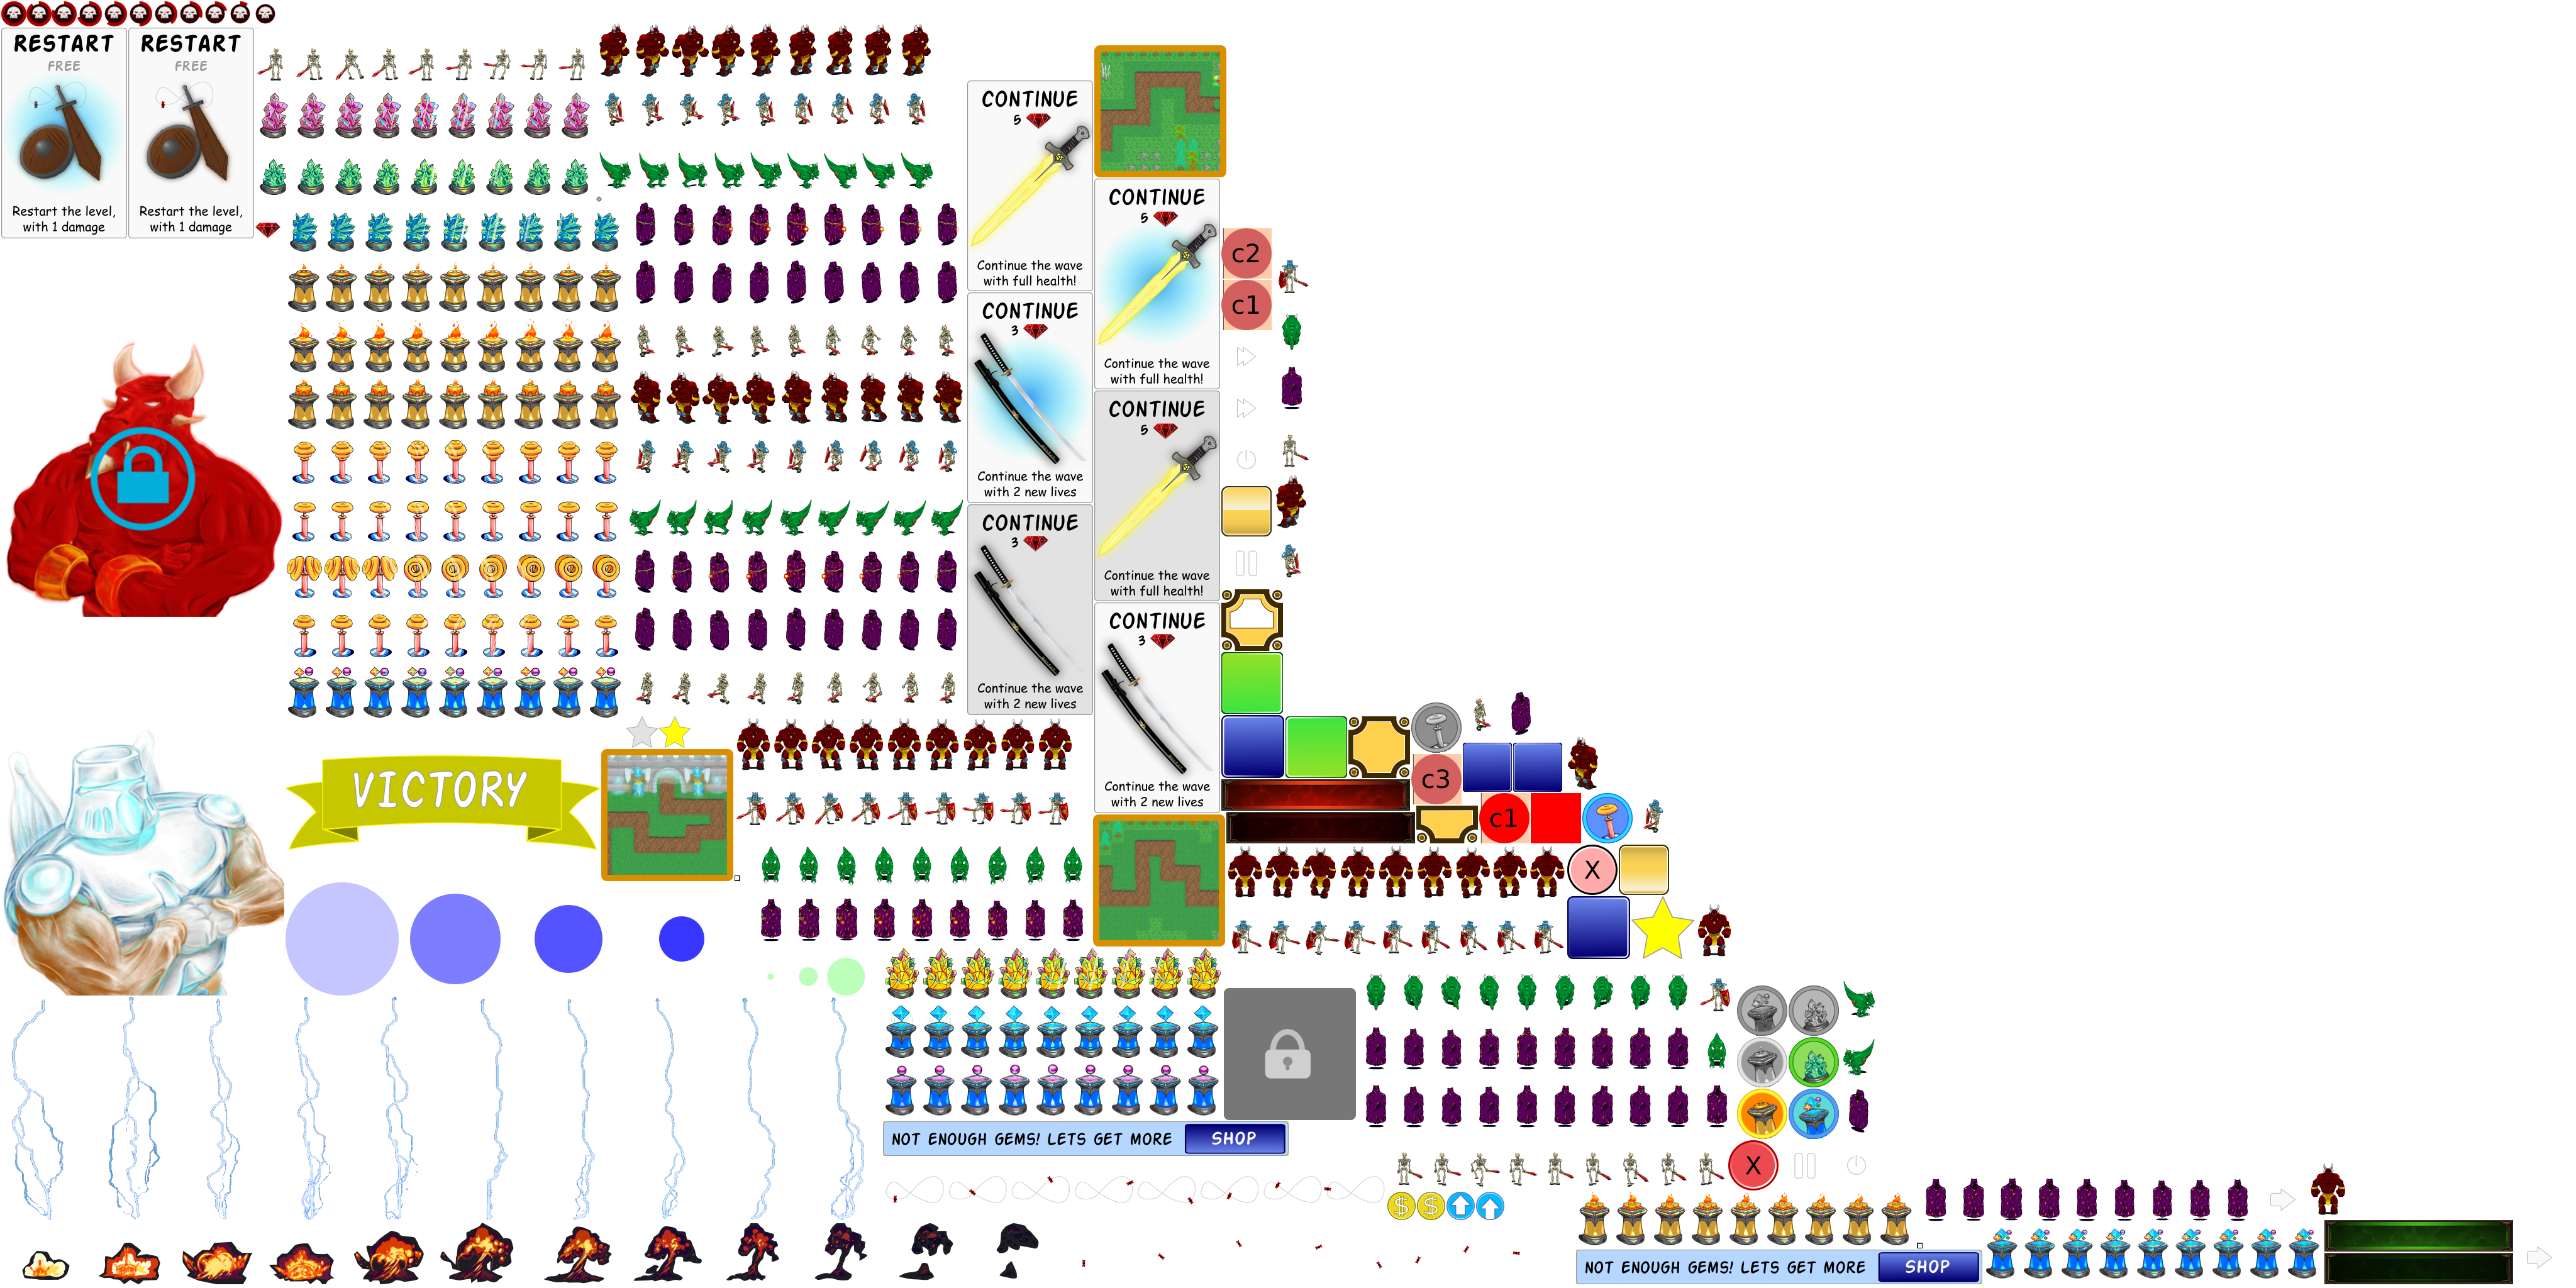 RESTART
FREE
Restart the level,
with 1 damage
RESTART
FREE
Restart the level,
with 1 damage
CONTINUE
5
Continue the wave
with full health!
CONTINUE
3
Continue the wave
with 2 new lives
CONTINUE
3
Continue the wave
with 2 new lives
CONTINUE
5
Continue the wave
with full health!
CONTINUE
5
Continue the wave
with full health!
CONTINUE
3
Continue the wave
with 2 new lives
c2
c1
c3
c1
X
VICTORY
NOT ENOUGH GEMS! LETS GET MORE SHOP
X
$ $
NOT ENOUGH GEMS! LETS GET MORE SHOP